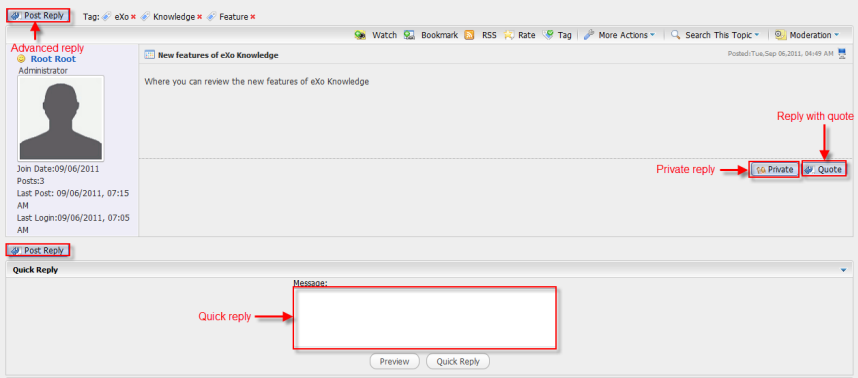 Post Reply Tag: eXo × Knowledge × Feature ×
Watch Bookmark RSS Rate Tag More Actions Search This Topic Moderation
Advanced reply
Root Root
Administrator
New features of eXo Knowledge
Posted:Tue,Sep 06,2011, 04:49 AM
Where you can review the new features of eXo Knowledge
Reply with quote
Private reply
Private Quote
Join Date:09/06/2011
Posts:3
Last Post: 09/06/2011, 07:15
AM
Last Login:09/06/2011, 07:05
AM
Post Reply
Quick Reply
Message:
Quick reply
Preview Quick Reply